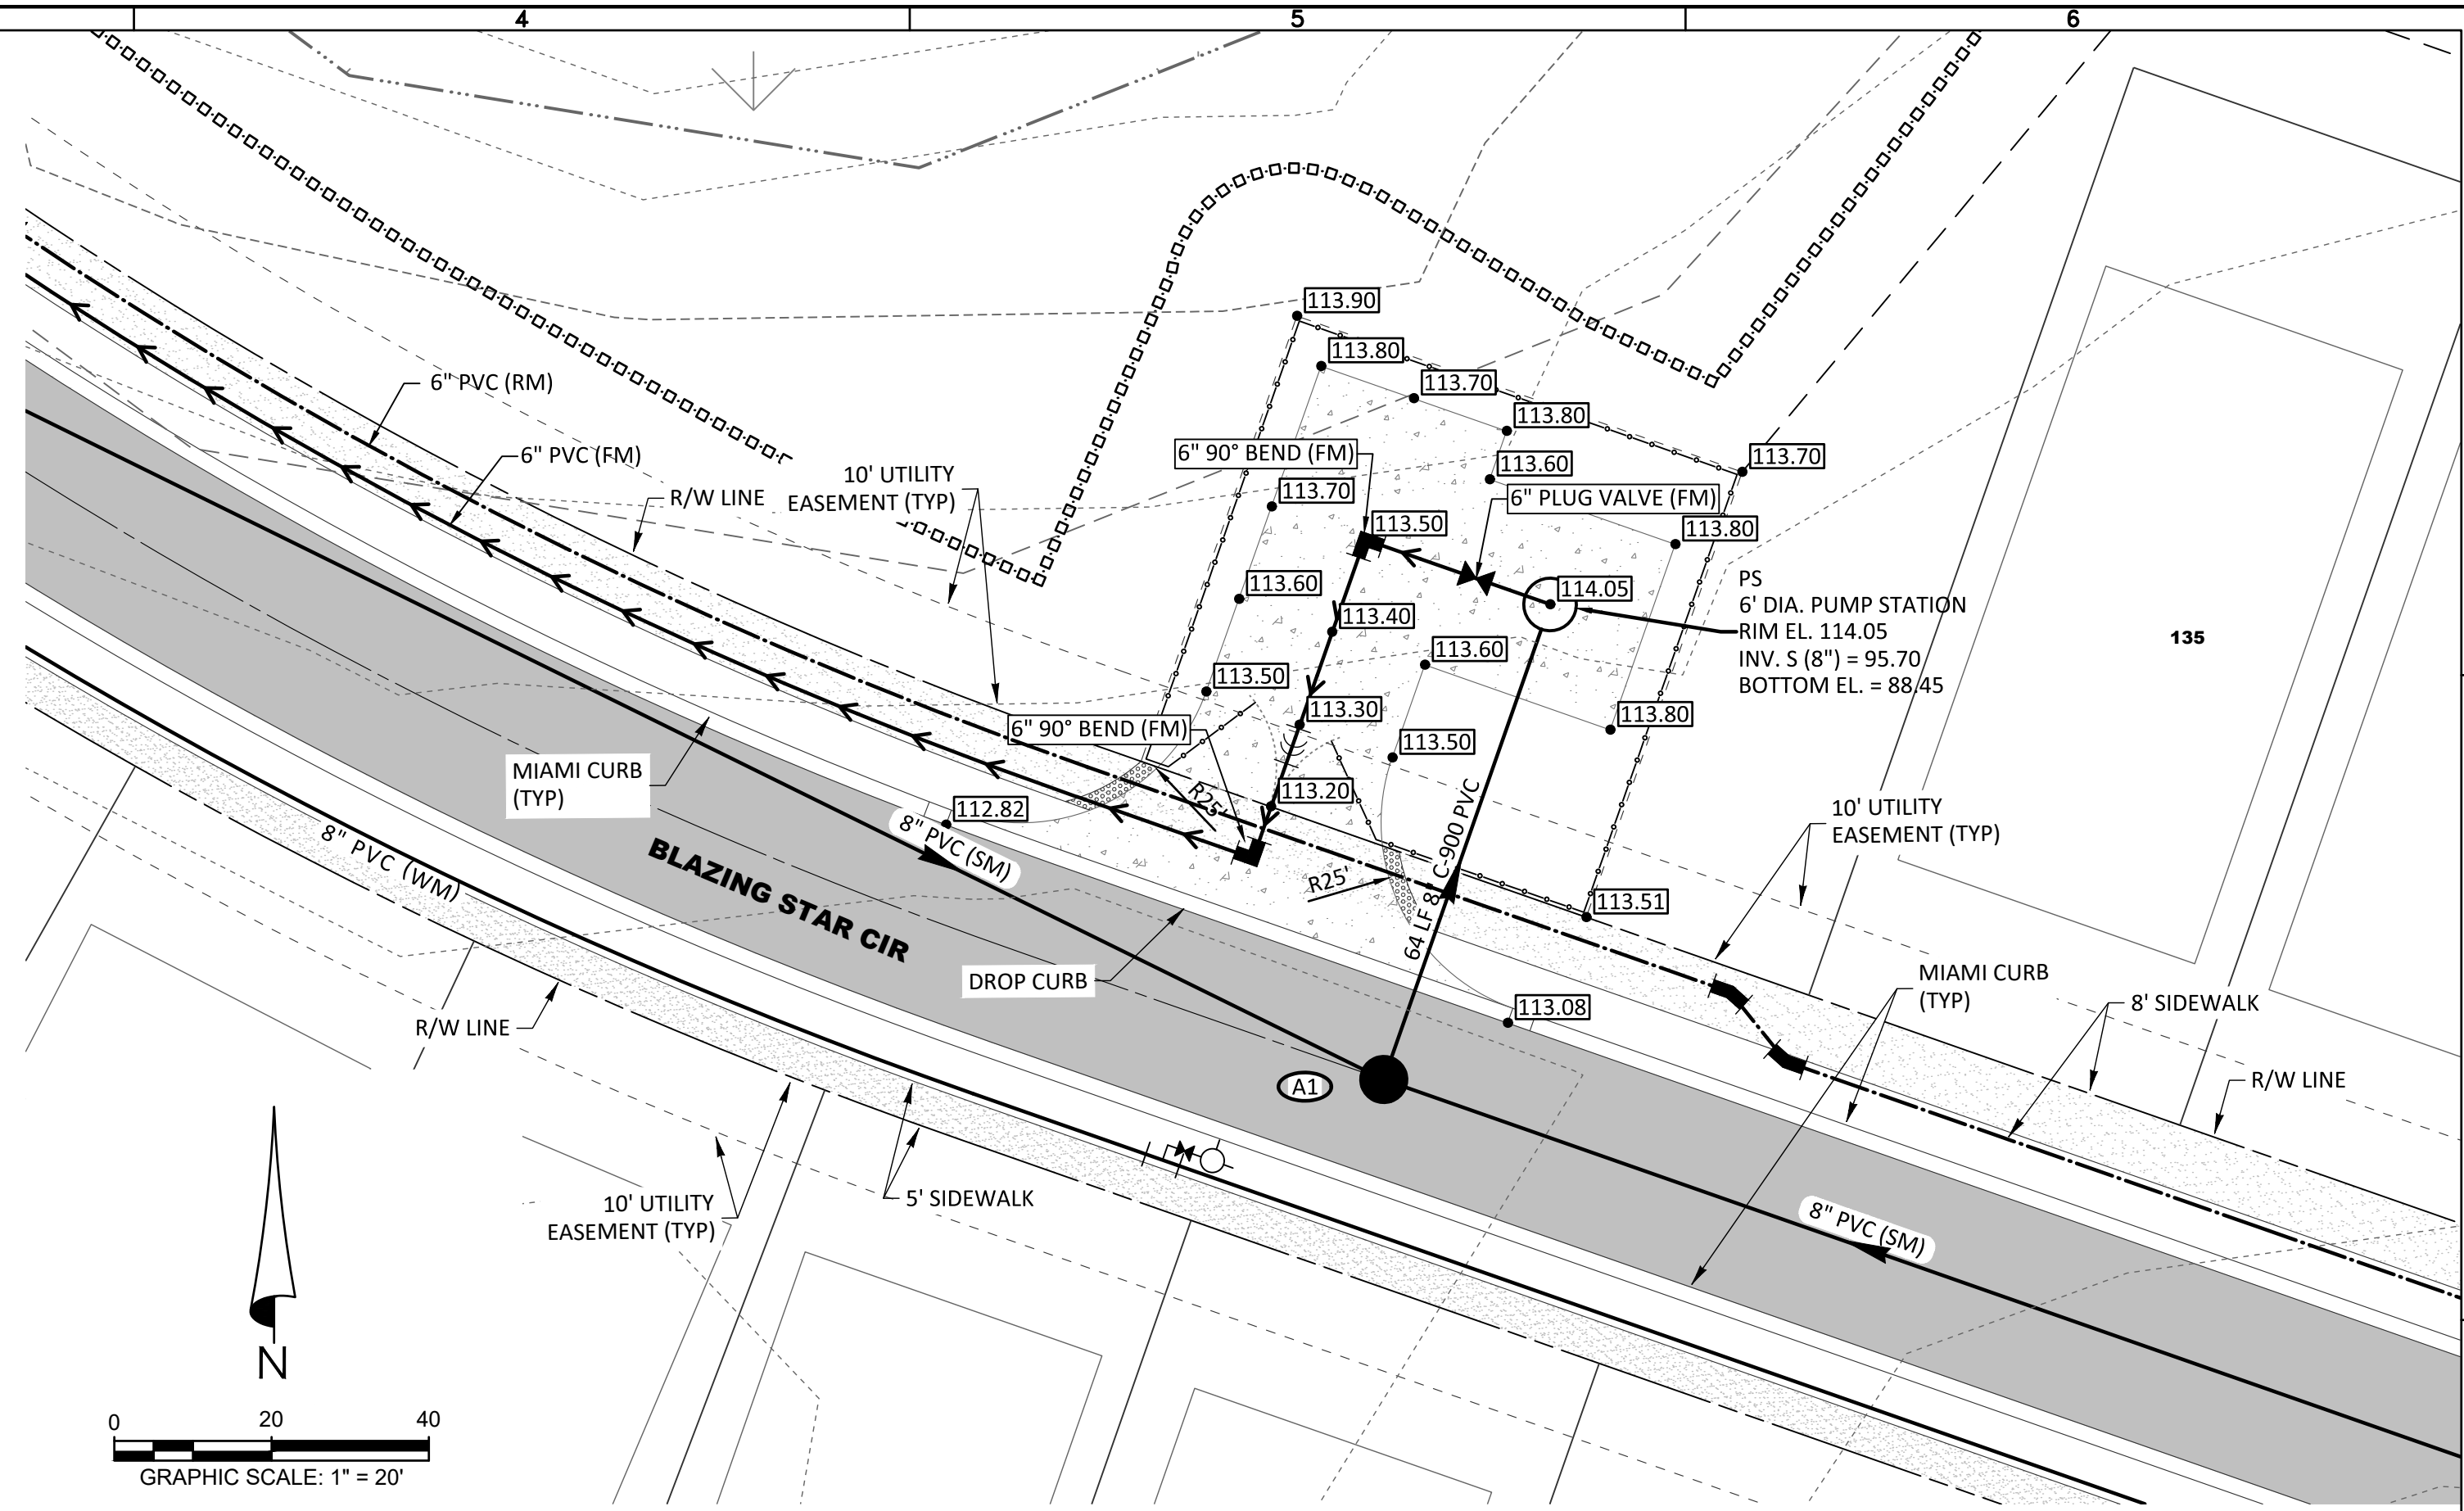 4
5
6
113.90
113.80
113.70
113.80
113.70
6" PVC (RM)
6" PVC (FM)
R/W LINE
10' UTILITY
EASEMENT (TYP)
6" 90° BEND (FM)
113.60
113.70
6" PLUG VALVE (FM)
113.50
113.80
113.60
114.05
113.40
PS
6' DIA. PUMP STATION
RIM EL. 114.05
INV. S (8") = 95.70
BOTTOM EL. = 88.45
135
113.60
113.50
113.30
113.80
6" 90° BEND (FM)
113.50
MIAMI CURB
(TYP)
112.82
R25'
113.20
64 LF 8" C-900 PVC
10' UTILITY
EASEMENT (TYP)
8" PVC (SM)
8" PVC (WM)
BLAZING STAR CIR
R25'
113.51
DROP CURB
MIAMI CURB
(TYP)
8' SIDEWALK
113.08
R/W LINE
A1
R/W LINE
10' UTILITY
EASEMENT (TYP)
5' SIDEWALK
8" PVC (SM)
N
0 20 40
GRAPHIC SCALE: 1" = 20'